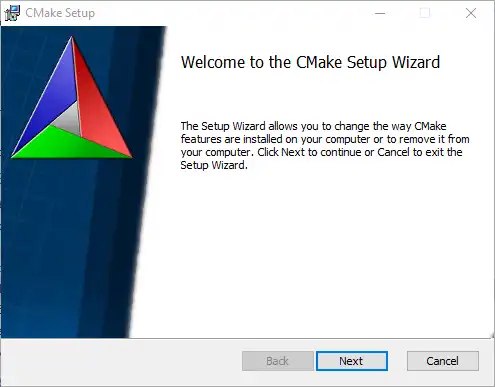 CMake Setup
Welcome to the CMake Setup Wizard
The Setup Wizard allows you to change the way CMake
features are installed on your computer or to remove it from
your computer. Click Next to continue or Cancel to exit the
Setup Wizard.
Back
Next
Cancel